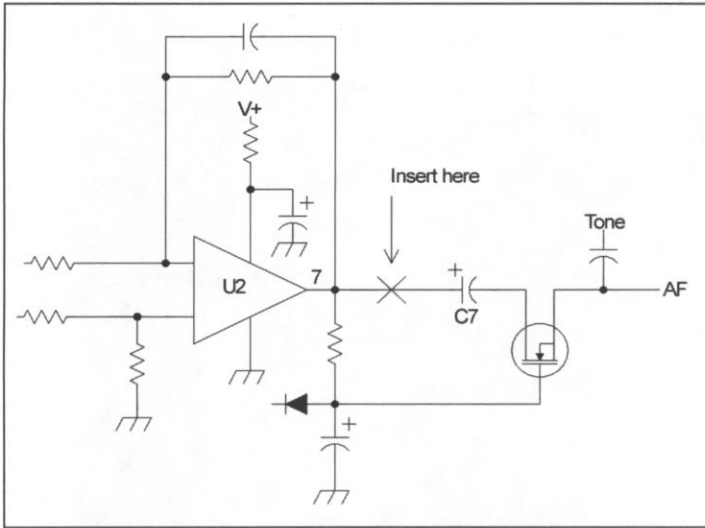 V+
Insert here
+
Tone
U2
7
+
C7
AF
+